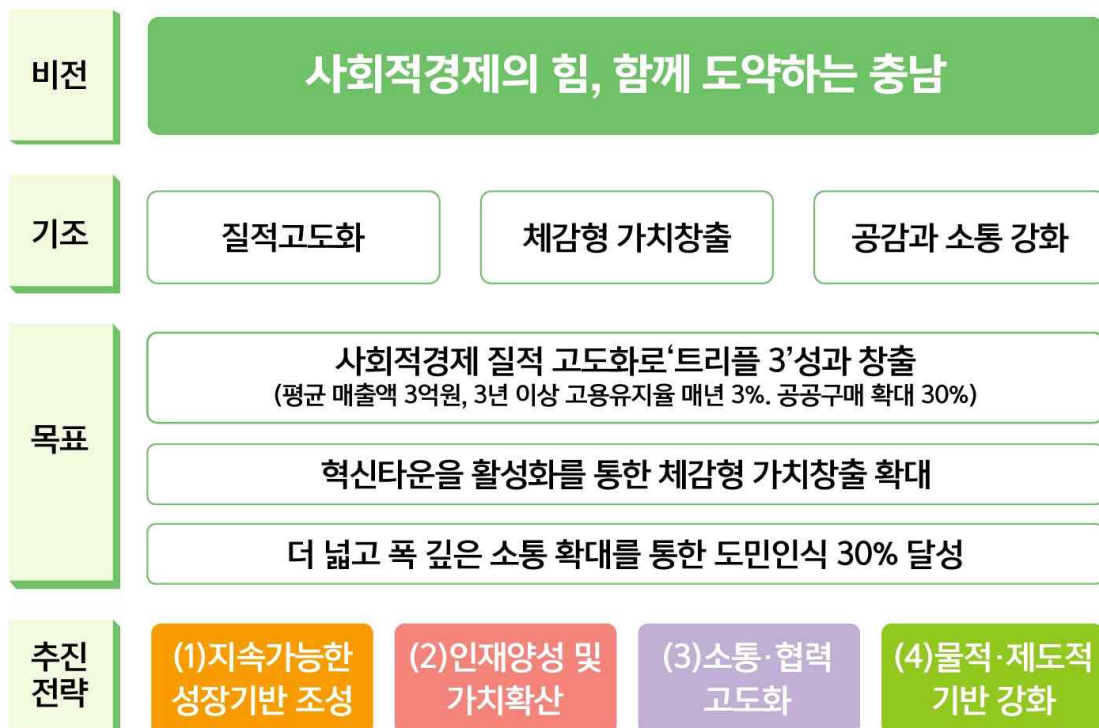 비전
사회적경제의 힘, 함께 도약하는 충남
기조
질적고도화
체감형 가치창출
공감과 소통 강화
목표
사회적경제 질적 고도화로‘트리플 3’성과 창출
(평균 매출액 3억원, 3년 이상 고용유지율 매년 3%. 공공구매 확대 30%)
혁신타운을 활성화를 통한 체감형 가치창출 확대
더 넓고 폭 깊은 소통 확대를 통한 도민인식 30% 달성
추진
전략
(1)지속가능한
성장기반 조성
(2)인재양성 및
가치확산
(3)소통·협력
고도화
(4)물적·제도적
기반 강화